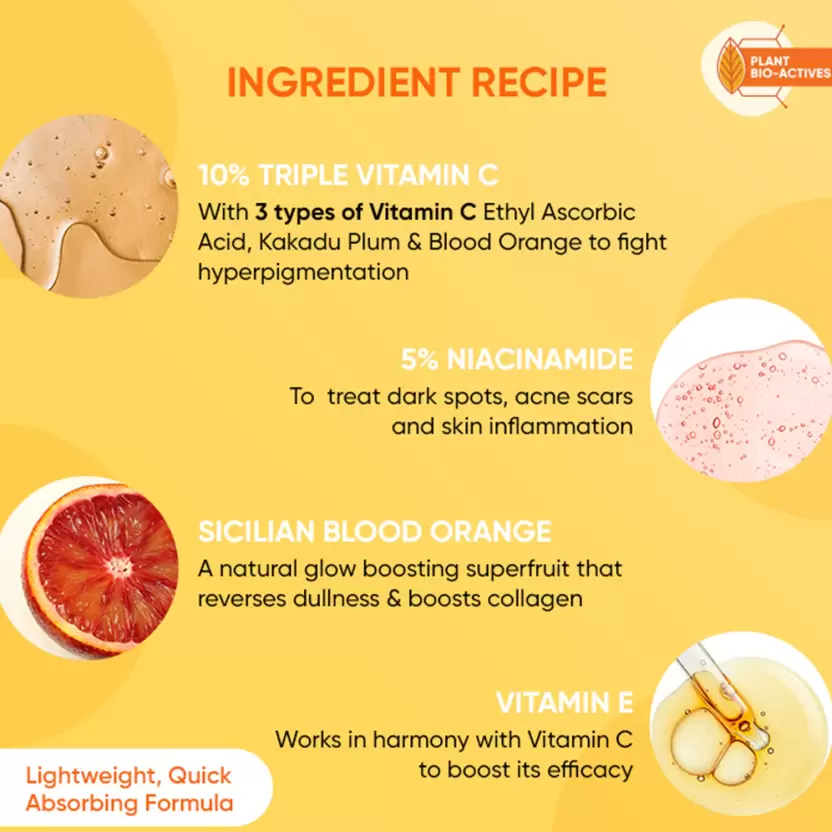 INGREDIENT RECIPE
PLANT
BIO-ACTIVES
10% TRIPLE VITAMIN C
With 3 types of Vitamin C Ethyl Ascorbic
Acid, Kakadu Plum & Blood Orange to fight
hyperpigmentation
5% NIACINAMIDE
To treat dark spots, acne scars
and skin inflammation
SICILIAN BLOOD ORANGE
A natural glow boosting superfruit that
reverses dullness & boosts collagen
VITAMIN E
Works in harmony with Vitamin C
to boost its efficacy
Lightweight, Quick
Absorbing Formula